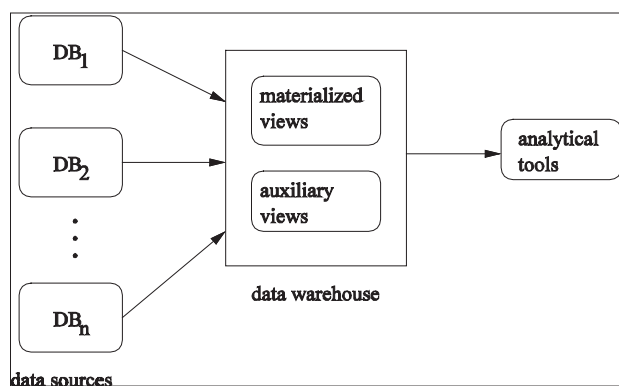 DB1
materialized
views
analytical
tools
DB2
auxiliary
views
data warehouse
DBn
data sources